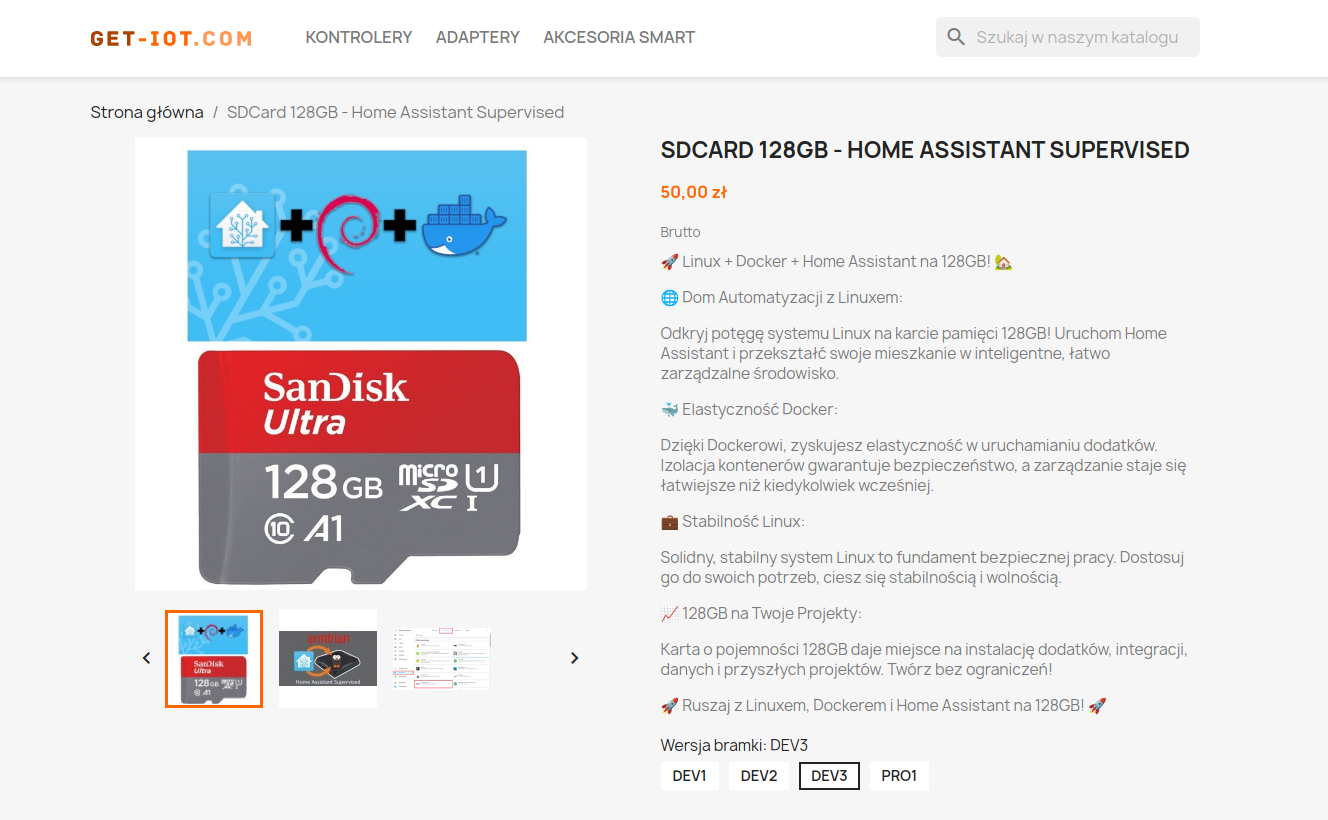 GET-IOT.COM
KONTROLERY
ADAPTERY
AKCESORIA SMART
Szukaj w naszym katalogu
Strona główna / SDCard 128GB - Home Assistant Supervised
SanDisk
Ultra
128 GB
micro SD XC I
U1
10 A1
armbian
Home Assistant Supervised
SanDisk
Ultra
128 GB
A1
SDCARD 128GB - HOME ASSISTANT SUPERVISED
50,00 zł
Brutto
🚀 Linux + Docker + Home Assistant na 128GB! 🏡
🌐 Dom Automatyzacji z Linuxem:
Odkryj potęgę systemu Linux na karcie pamięci 128GB! Uruchom Home
Assistant i przekształć swoje mieszkanie w inteligentne, łatwo
zarządzalne środowisko.
🐳 Elastyczność Docker:
Dzięki Dockerowi, zyskujesz elastyczność w uruchamianiu dodatków.
Izolacja kontenerów gwarantuje bezpieczeństwo, a zarządzanie staje się
łatwiejsze niż kiedykolwiek wcześniej.
💼 Stabilność Linux:
Solidny, stabilny system Linux to fundament bezpiecznej pracy. Dostosuj
go do swoich potrzeb, ciesz się stabilnością i wolnością.
📈 128GB na Twoje Projekty:
Karta o pojemności 128GB daje miejsce na instalację dodatków, integracji,
danych i przyszłych projektów. Twórz bez ograniczeń!
🚀 Ruszaj z Linuxem, Dockerem i Home Assistant na 128GB! 🚀
Wersja bramki: DEV3
DEV1
DEV2
DEV3
PRO1